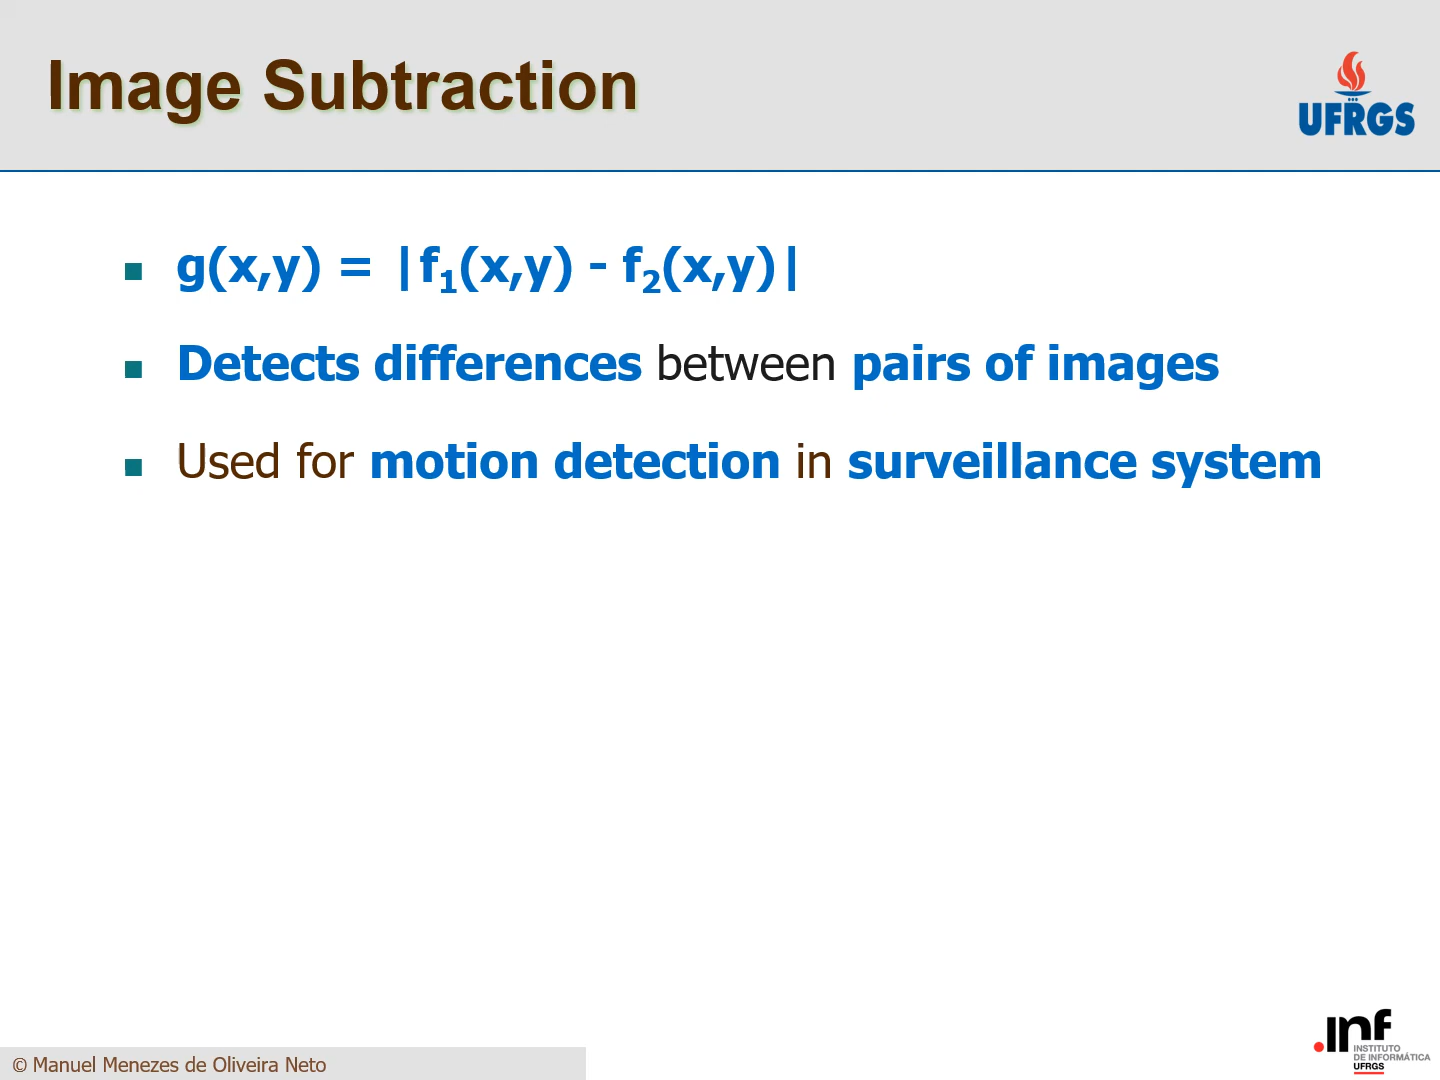 Image Subtraction
UFRGS
g(x,y) = |f₁(x,y) - f₂(x,y)|
Detects differences between pairs of images
Used for motion detection in surveillance system
© Manuel Menezes de Oliveira Neto
.inf
INSTITUTO
DE INFORMÁTICA
UFRGS